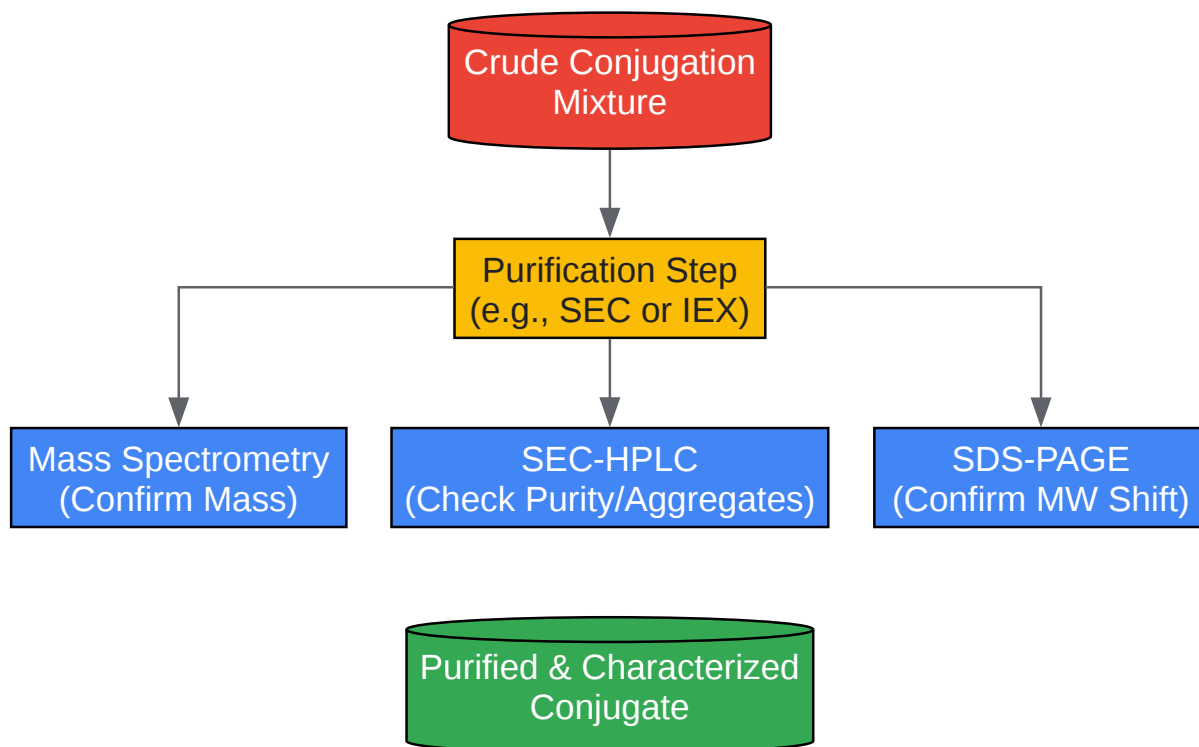 Crude Conjugation
Mixture
Purification Step
(e.g., SEC or IEX)
Mass Spectrometry
(Confirm Mass)
SEC-HPLC
(Check Purity/Aggregates)
SDS-PAGE
(Confirm MW Shift)
Purified & Characterized
Conjugate